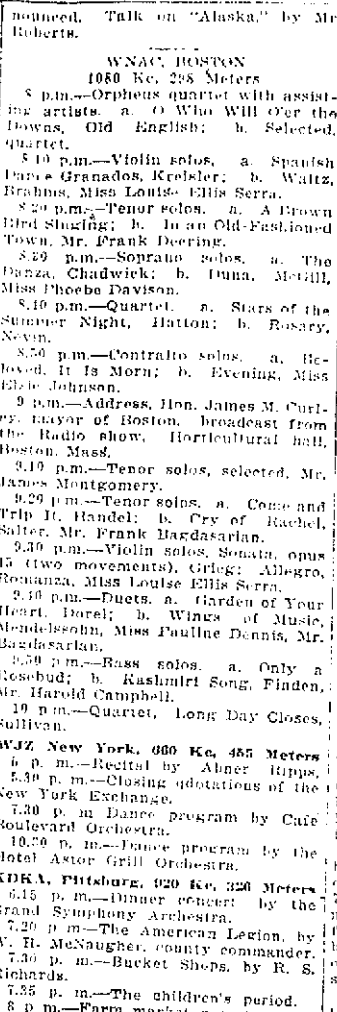 nounced. Talk on "Alaska," by Mr
Roberts.
WNAC, BOSTON
1080 Kc, 298 Meters
8 p.m.—Orpheus quartet with assist-
ing artists. a. O Who Will O'er the
Downs, Old English; b. Selected,
quartet.
8.10 p.m.—Violin solos, a. Spanish
Dance Granados, Kreisler; b. Waltz,
Brahms, Miss Louise Ellis Serra.
8.20 p.m.—Tenor solos. a. A Brown
Bird Singing; b. In an Old-Fashioned
Town, Mr. Frank Deering.
8.30 p.m.—Soprano solos. a. The
Danza, Chadwick; b. Duna, McGill,
Miss Phoebe Davison.
8.40 p.m.—Quartet. a. Stars of the
Summer Night, Hatton; b. Rosary,
Nevin.
8.50 p.m.—Contralto solos. a. Be-
loved, It Is Morn; b. Evening, Miss
Elsie Johnson.
9 p.m.—Address, Hon. James M. Curl-
ey, mayor of Boston, broadcast from
the Radio show, Horticultural hall,
Boston, Mass.
9.10 p.m.—Tenor solos, selected, Mr.
James Montgomery.
9.20 p.m.—Tenor solos. a. Come and
Trip It, Handel; b. Cry of Rachel,
Salter, Mr. Frank Bagdasarian.
9.30 p.m.—Violin solos, Sonata, opus
45 (two movements), Grieg; Allegro,
Romanza, Miss Louise Ellis Serra.
9.40 p.m.—Duets. a. Garden of Your
Heart, Dorel; b. Wings of Music,
Mendelssohn, Miss Pauline Dennis, Mr.
Bagdasarian.
9.50 p.m.—Bass solos. a. Only a
Rosebud; b. Kashmiri Song, Finden,
Mr. Harold Campbell.
10 p.m.—Quartet, Long Day Closes,
Sullivan.
WJZ New York, 660 Kc, 455 Meters
5 p. m.—Recital by Abner Ripps.
5.30 p. m.—Closing qdotations of the
New York Exchange.
7.30 p. m Dance program by Cafe
Boulevard Orchestra.
10.30 p. m.—Dance program by the
Hotel Astor Grill Orchestra.
KDKA, Pittsburg, 920 Kc, 326 Meters
6.15 p. m.—Dinner concert by the
Grand Symphony Archestra.
7.20 p m—The American Legion, by
W. H. McNaugher, county commander.
7.30 p. m.—Bucket Shops, by R. S.
Richards.
7.35 p. m.—The children's period.
8 p m.—Farm market